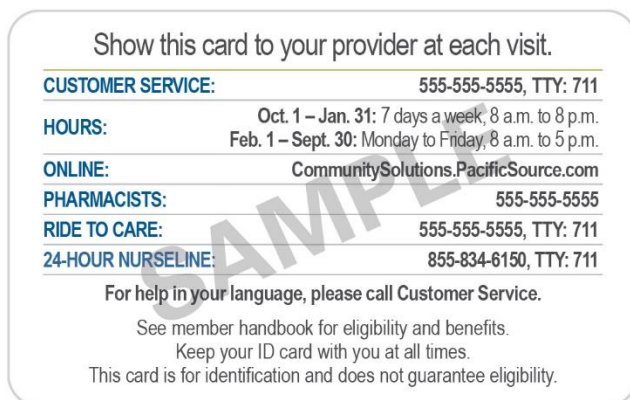 Show this card to your provider at each visit.
CUSTOMER SERVICE: 555-555-5555, TTY: 711
HOURS: Oct. 1 – Jan. 31: 7 days a week, 8 a.m. to 8 p.m.
Feb. 1 – Sept. 30: Monday to Friday, 8 a.m. to 5 p.m.
ONLINE: CommunitySolutions.PacificSource.com
PHARMACISTS: 555-555-5555
RIDE TO CARE: 555-555-5555, TTY: 711
24-HOUR NURSELINE: 855-834-6150, TTY: 711
For help in your language, please call Customer Service.
See member handbook for eligibility and benefits.
Keep your ID card with you at all times.
This card is for identification and does not guarantee eligibility.
SAMPLE